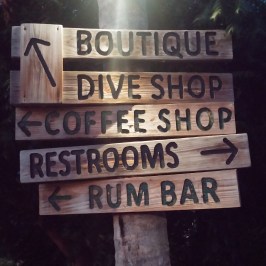 BOUTIQUE
DIVE SHOP
COFFEE SHOP
RESTROOMS
RUM BAR